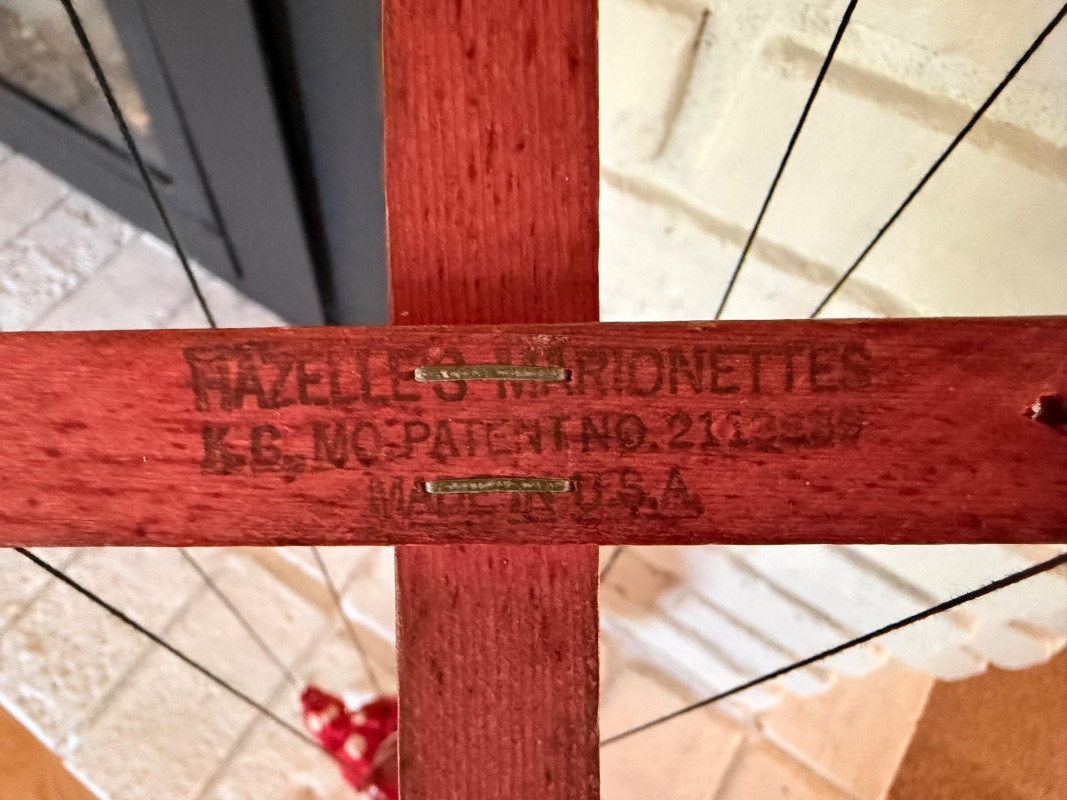 HAZELLE'S MARIONETTES
K.C., MO. PATENT NO.
MADE IN U.S.A.